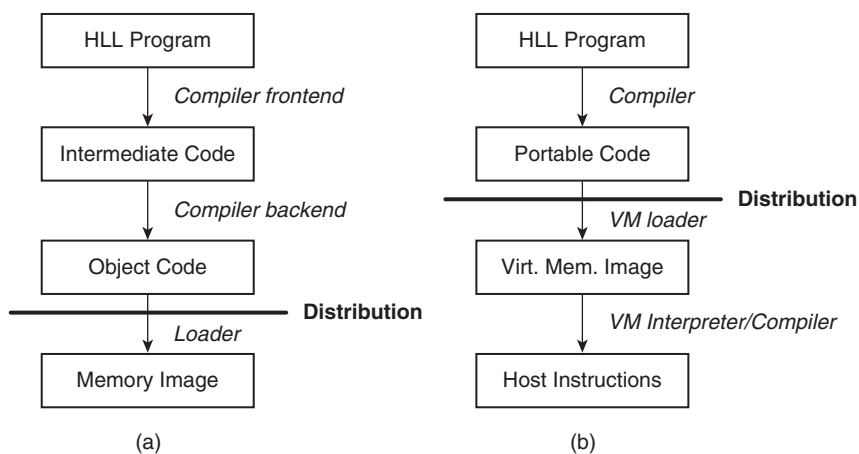 HLL Program
Compiler frontend
Intermediate Code
Compiler backend
Object Code
Distribution
Loader
Memory Image
(a)
HLL Program
Compiler
Portable Code
Distribution
VM loader
Virt. Mem. Image
VM Interpreter/Compiler
Host Instructions
(b)